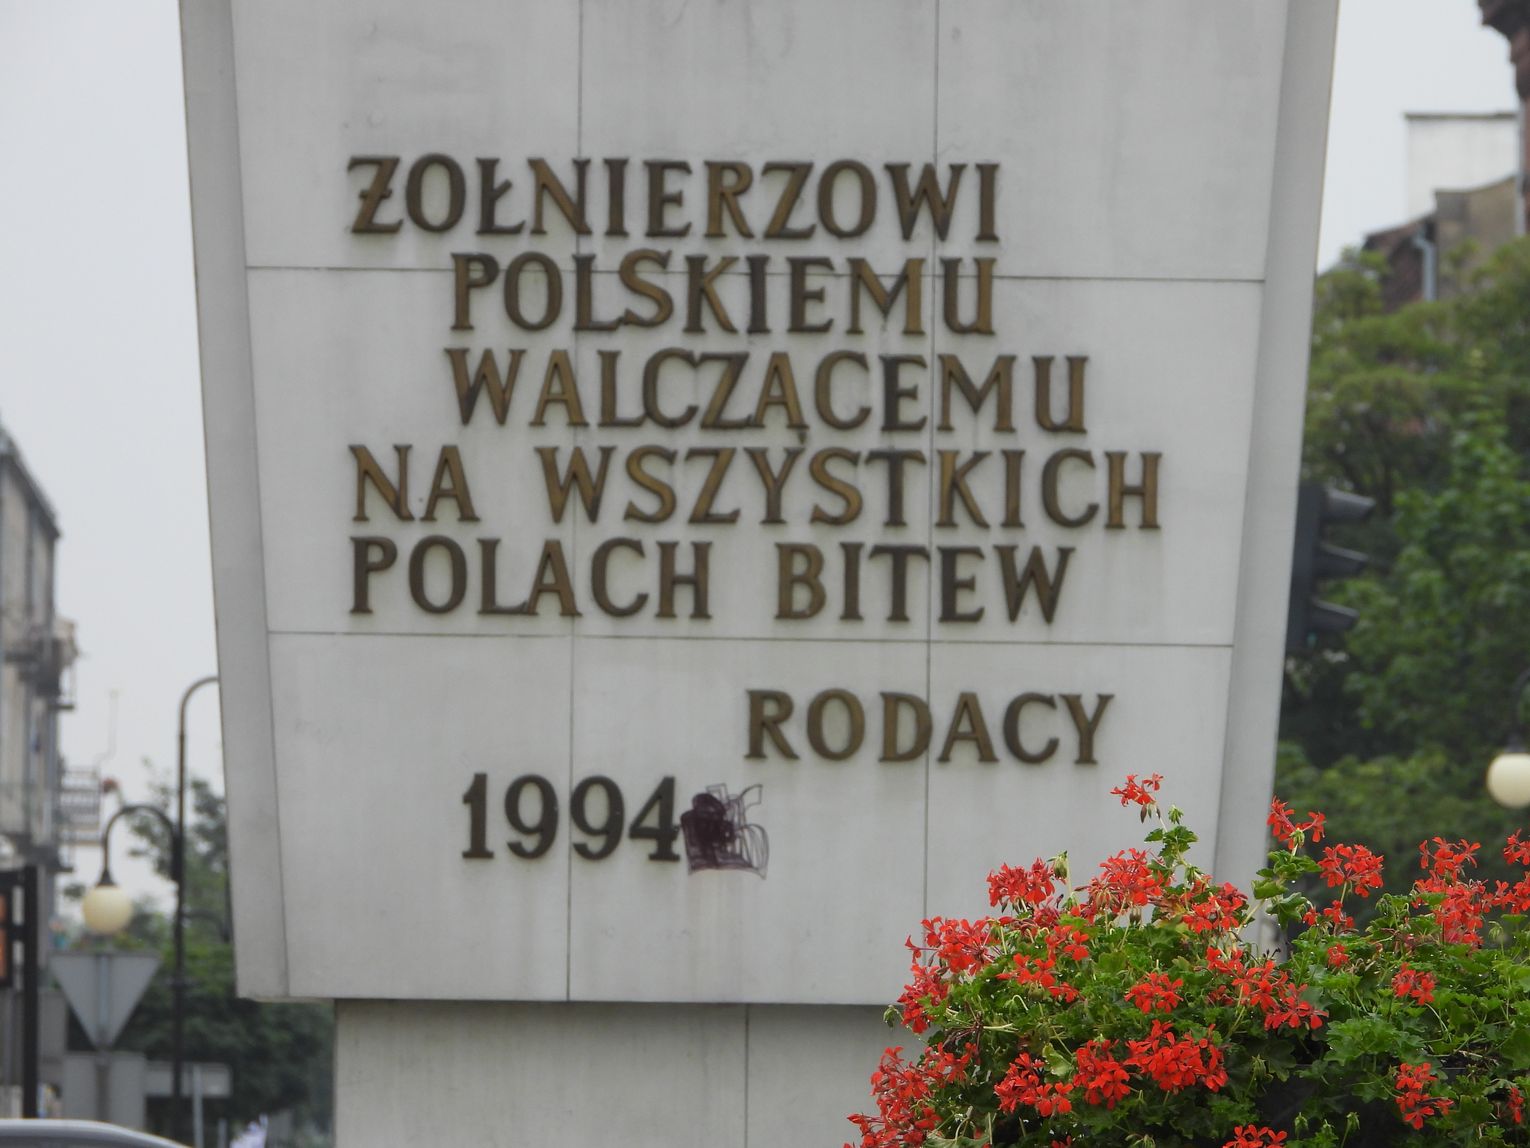 ŻOŁNIERZOWI
POLSKIEMU
WALCZĄCEMU
NA WSZYSTKICH
POLACH BITEW
RODACY
1994